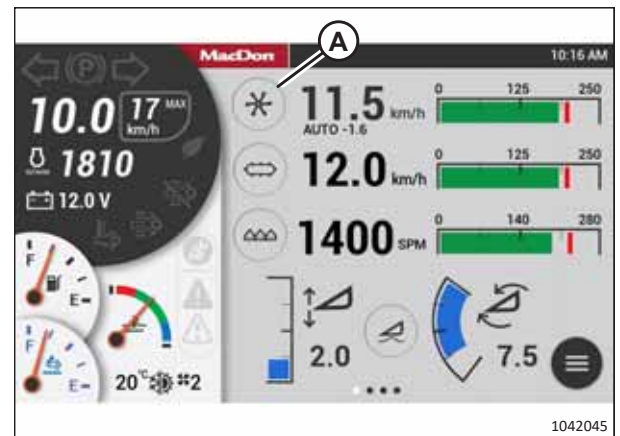 A
MacDon
10:16 AM
P
10.0
17 MAX
km/h
1810
12.0 V
F
E
F
E
20°C
2
11.5 km/h
AUTO -1.6
0 125 250
12.0 km/h
0 125 250
1400 SPM
0 140 280
2.0
7.5
1042045